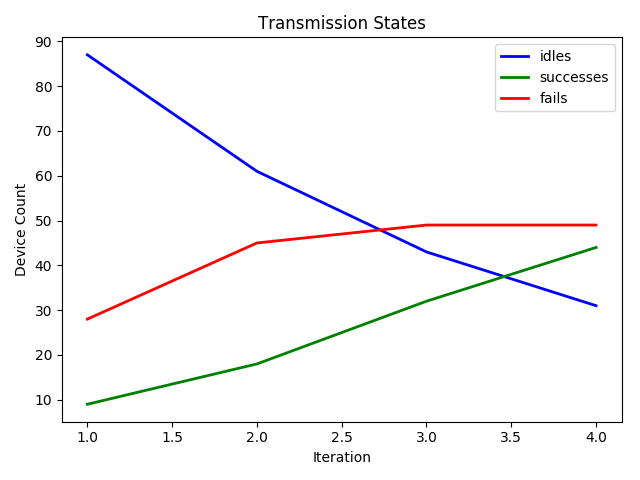 Transmission States
90
80
70
60
50
40
30
20
10
Device Count
idles
successes
fails
1.0 1.5 2.0 2.5 3.0 3.5 4.0
Iteration